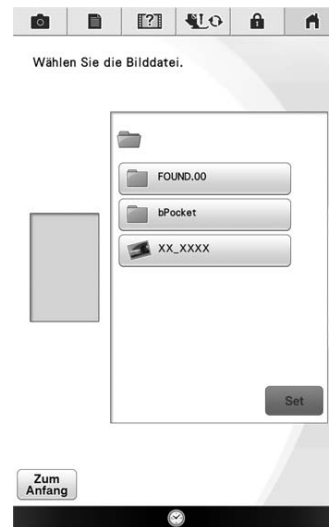 [?]
Wählen Sie die Bilddatei.
FOUND.00
bPocket
XX_XXXX
Set
Zum
Anfang